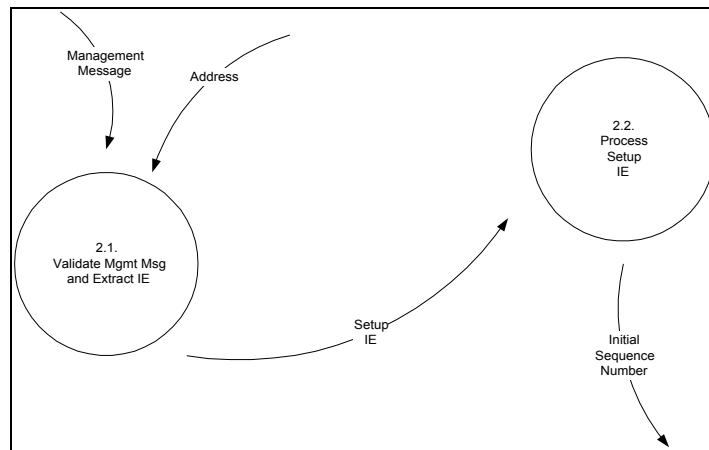 Management
Message
Address
2.2.
Process
Setup
IE
2.1.
Validate Mgmt Msg
and Extract IE
Setup
IE
Initial
Sequence
Number